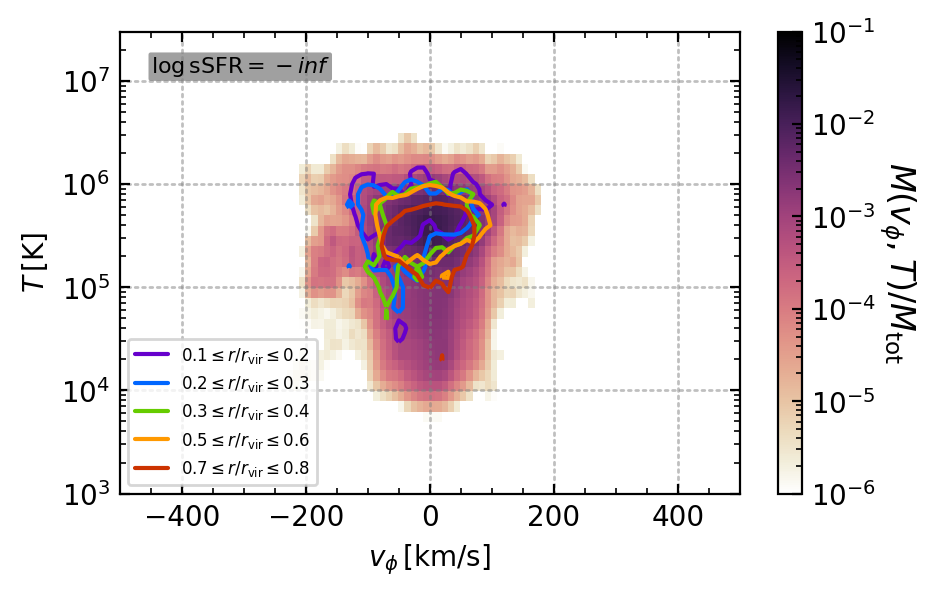 log sSFR = −inf
10⁷
10⁶
10⁵
10⁴
10³
T [K]
0.1 ≤ r/r_vir ≤ 0.2
0.2 ≤ r/r_vir ≤ 0.3
0.3 ≤ r/r_vir ≤ 0.4
0.5 ≤ r/r_vir ≤ 0.6
0.7 ≤ r/r_vir ≤ 0.8
−400 −200 0 200 400
v_ϕ [km/s]
10⁻¹
10⁻²
10⁻³
10⁻⁴
10⁻⁵
10⁻⁶
M(v_ϕ, T)/M_tot